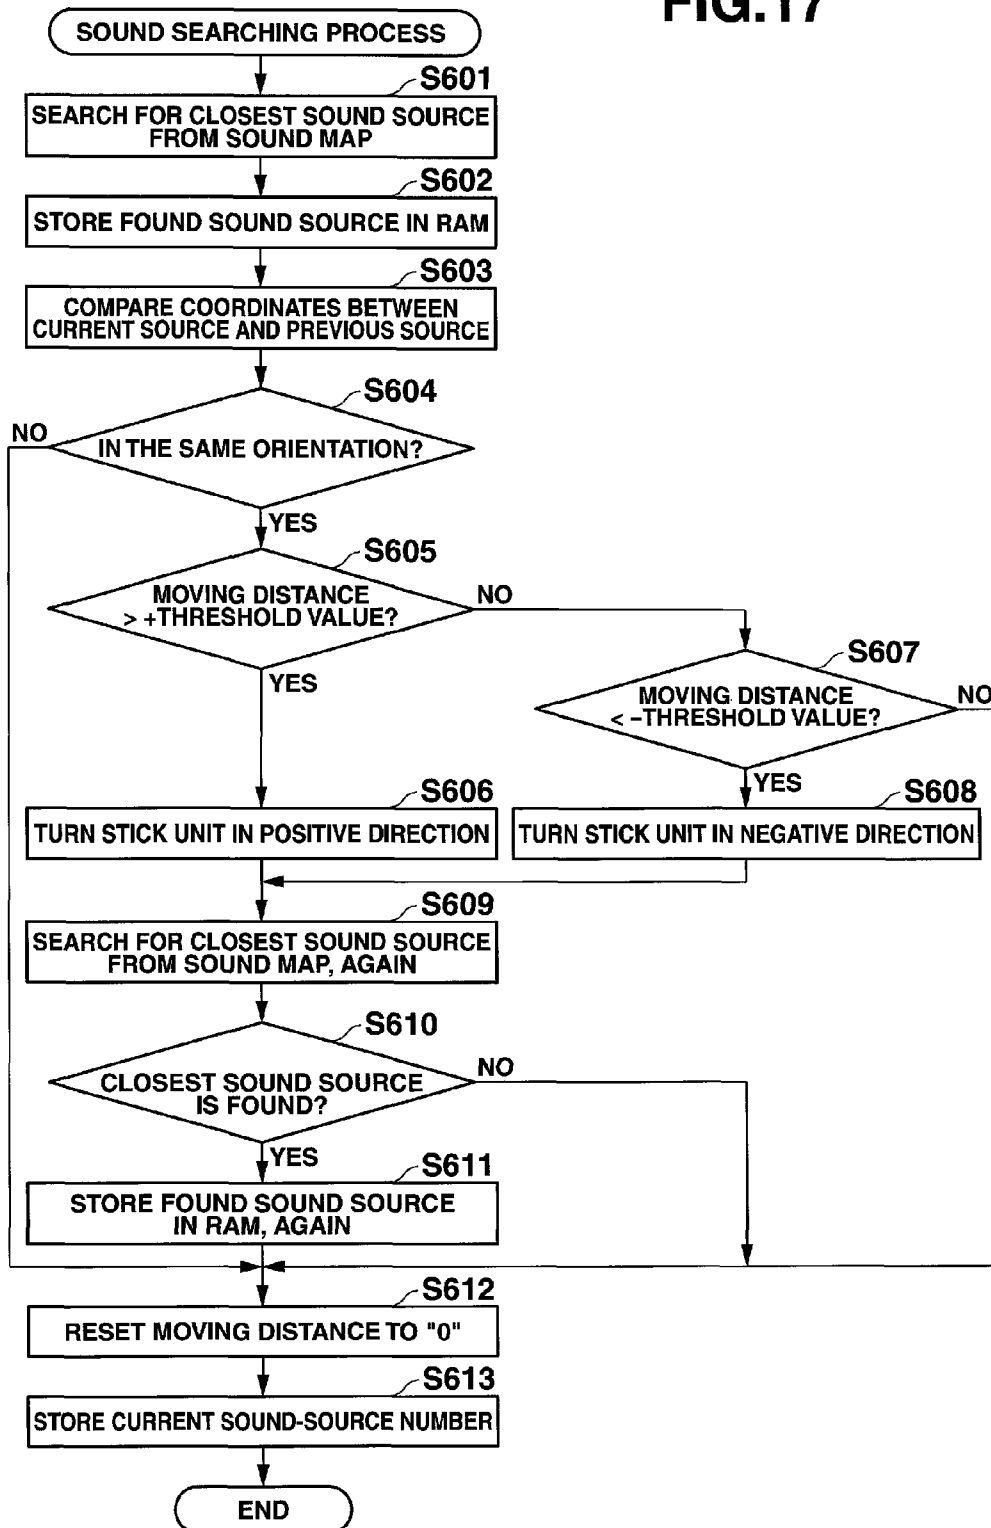 FIG.17
SOUND SEARCHING PROCESS
S601
SEARCH FOR CLOSEST SOUND SOURCE
FROM SOUND MAP
S602
STORE FOUND SOUND SOURCE IN RAM
S603
COMPARE COORDINATES BETWEEN
CURRENT SOURCE AND PREVIOUS SOURCE
S604
NO
IN THE SAME ORIENTATION?
YES
S605
MOVING DISTANCE
> +THRESHOLD VALUE?
NO
YES
S607
MOVING DISTANCE
< –THRESHOLD VALUE?
NO
YES
S606
TURN STICK UNIT IN POSITIVE DIRECTION
S608
TURN STICK UNIT IN NEGATIVE DIRECTION
S609
SEARCH FOR CLOSEST SOUND SOURCE
FROM SOUND MAP, AGAIN
S610
CLOSEST SOUND SOURCE
IS FOUND?
NO
YES
S611
STORE FOUND SOUND SOURCE
IN RAM, AGAIN
S612
RESET MOVING DISTANCE TO "0"
S613
STORE CURRENT SOUND-SOURCE NUMBER
END